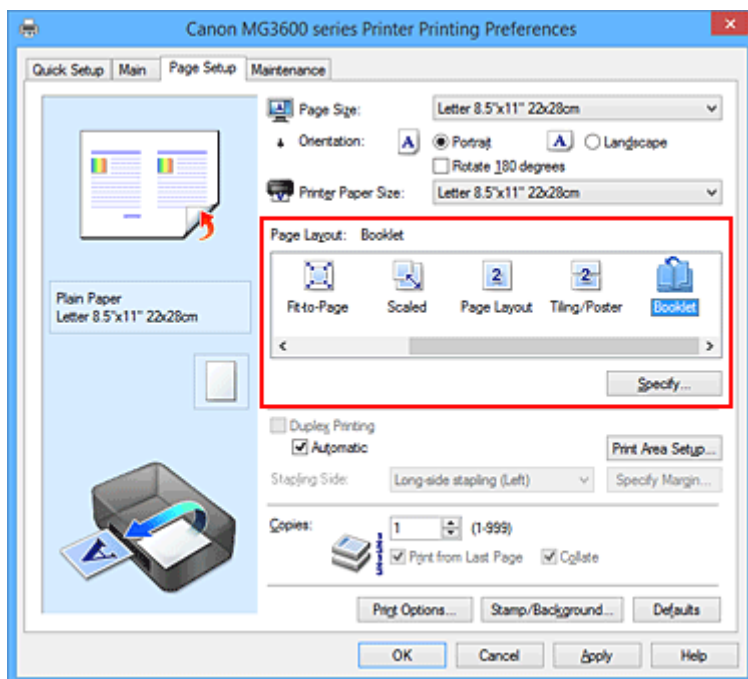 Canon MG3600 series Printer Printing Preferences
Quick Setup Main Page Setup Maintenance
Page Size: Letter 8.5"x11" 22x28cm
Orientation: A Portrait A Landscape
Rotate 180 degrees
Printer Paper Size: Letter 8.5"x11" 22x28cm
Page Layout: Booklet
2 2
Fit-to-Page Scaled Page Layout Tiling/Poster Booklet
Plain Paper
Letter 8.5"x11" 22x28cm
Specify...
Duplex Printing
Automatic Print Area Setup...
Stapling Side: Long-side stapling (Left) Specify Margin...
Copies: 1 (1-999)
Print from Last Page Collate
A
Print Options... Stamp/Background... Defaults
OK Cancel Apply Help